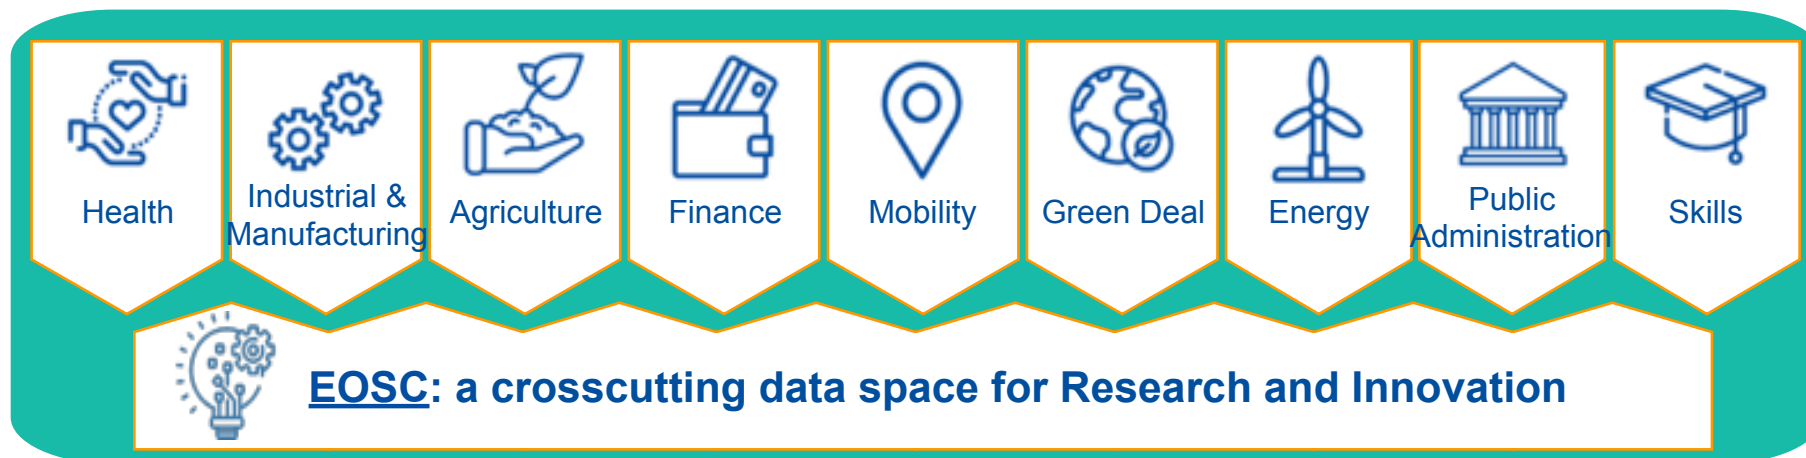 Health
Industrial &
Manufacturing
Agriculture
Finance
Mobility
Green Deal
Energy
Public
Administration
Skills
EOSC: a crosscutting data space for Research and Innovation